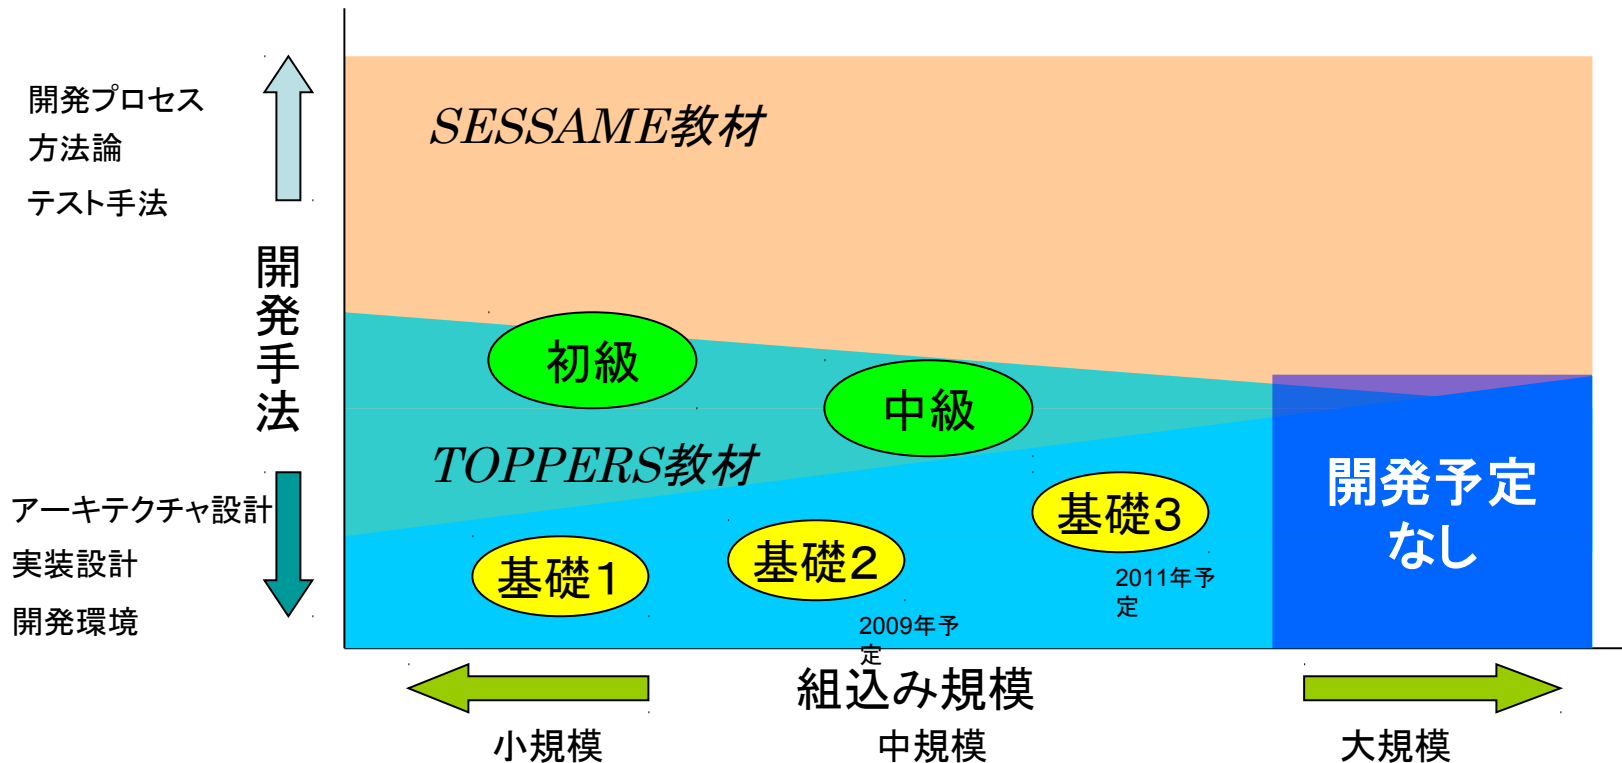 開発プロセス
方法論
テスト手法
開発手法
アーキテクチャ設計
実装設計
開発環境
SESSAME教材
初級
中級
TOPPERS教材
基礎1
基礎2
2009年予
定
基礎3
2011年予
定
開発予定
なし
組込み規模
小規模
中規模
大規模